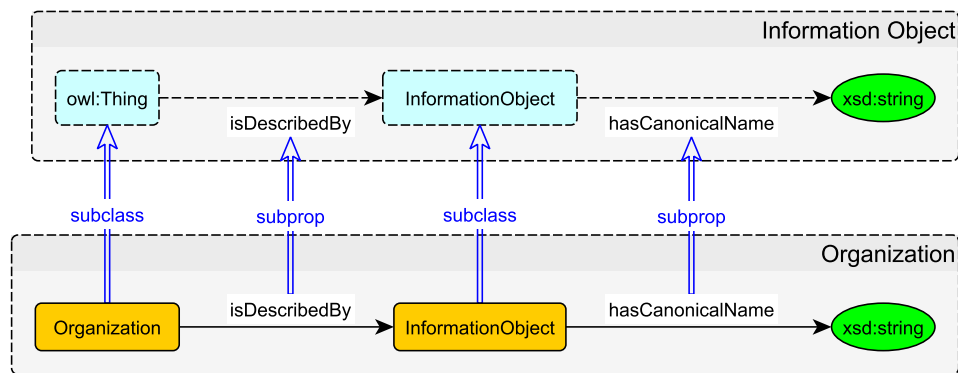 Information Object
owl:Thing
InformationObject
xsd:string
isDescribedBy
hasCanonicalName
subclass
subprop
subclass
subprop
Organization
isDescribedBy
hasCanonicalName
Organization
InformationObject
xsd:string